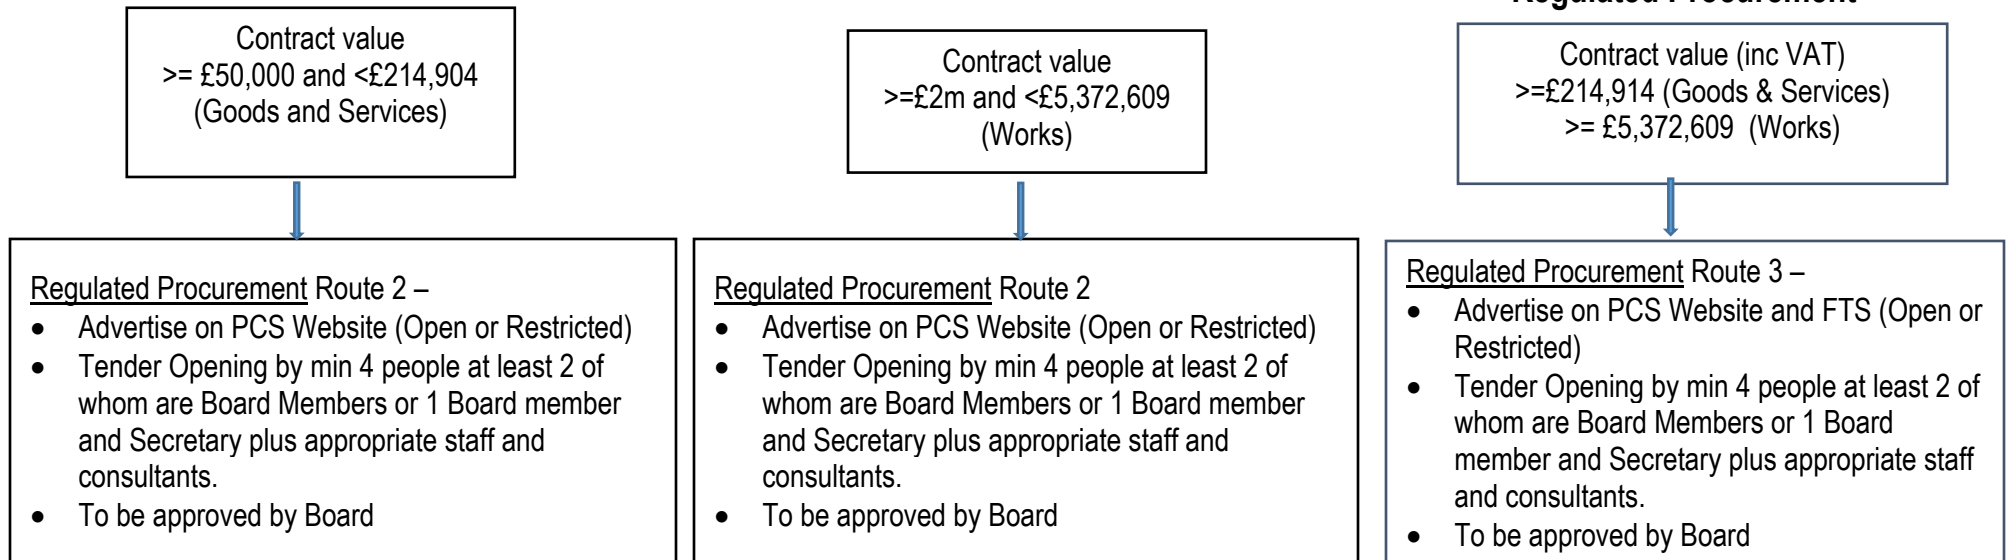 Regulated Procurement
Contract value
>= £50,000 and <£214,904
(Goods and Services)
Contract value
>=£2m and <£5,372,609
(Works)
Contract value (inc VAT)
>=£214,914 (Goods & Services)
>= £5,372,609  (Works)
Regulated Procurement Route 2 –
• Advertise on PCS Website (Open or Restricted)
• Tender Opening by min 4 people at least 2 of
whom are Board Members or 1 Board member
and Secretary plus appropriate staff and
consultants.
• To be approved by Board
Regulated Procurement Route 2
• Advertise on PCS Website (Open or Restricted)
• Tender Opening by min 4 people at least 2 of
whom are Board Members or 1 Board member
and Secretary plus appropriate staff and
consultants.
• To be approved by Board
Regulated Procurement Route 3 –
• Advertise on PCS Website and FTS (Open or
Restricted)
• Tender Opening by min 4 people at least 2 of
whom are Board Members or 1 Board
member and Secretary plus appropriate staff
and consultants.
• To be approved by Board